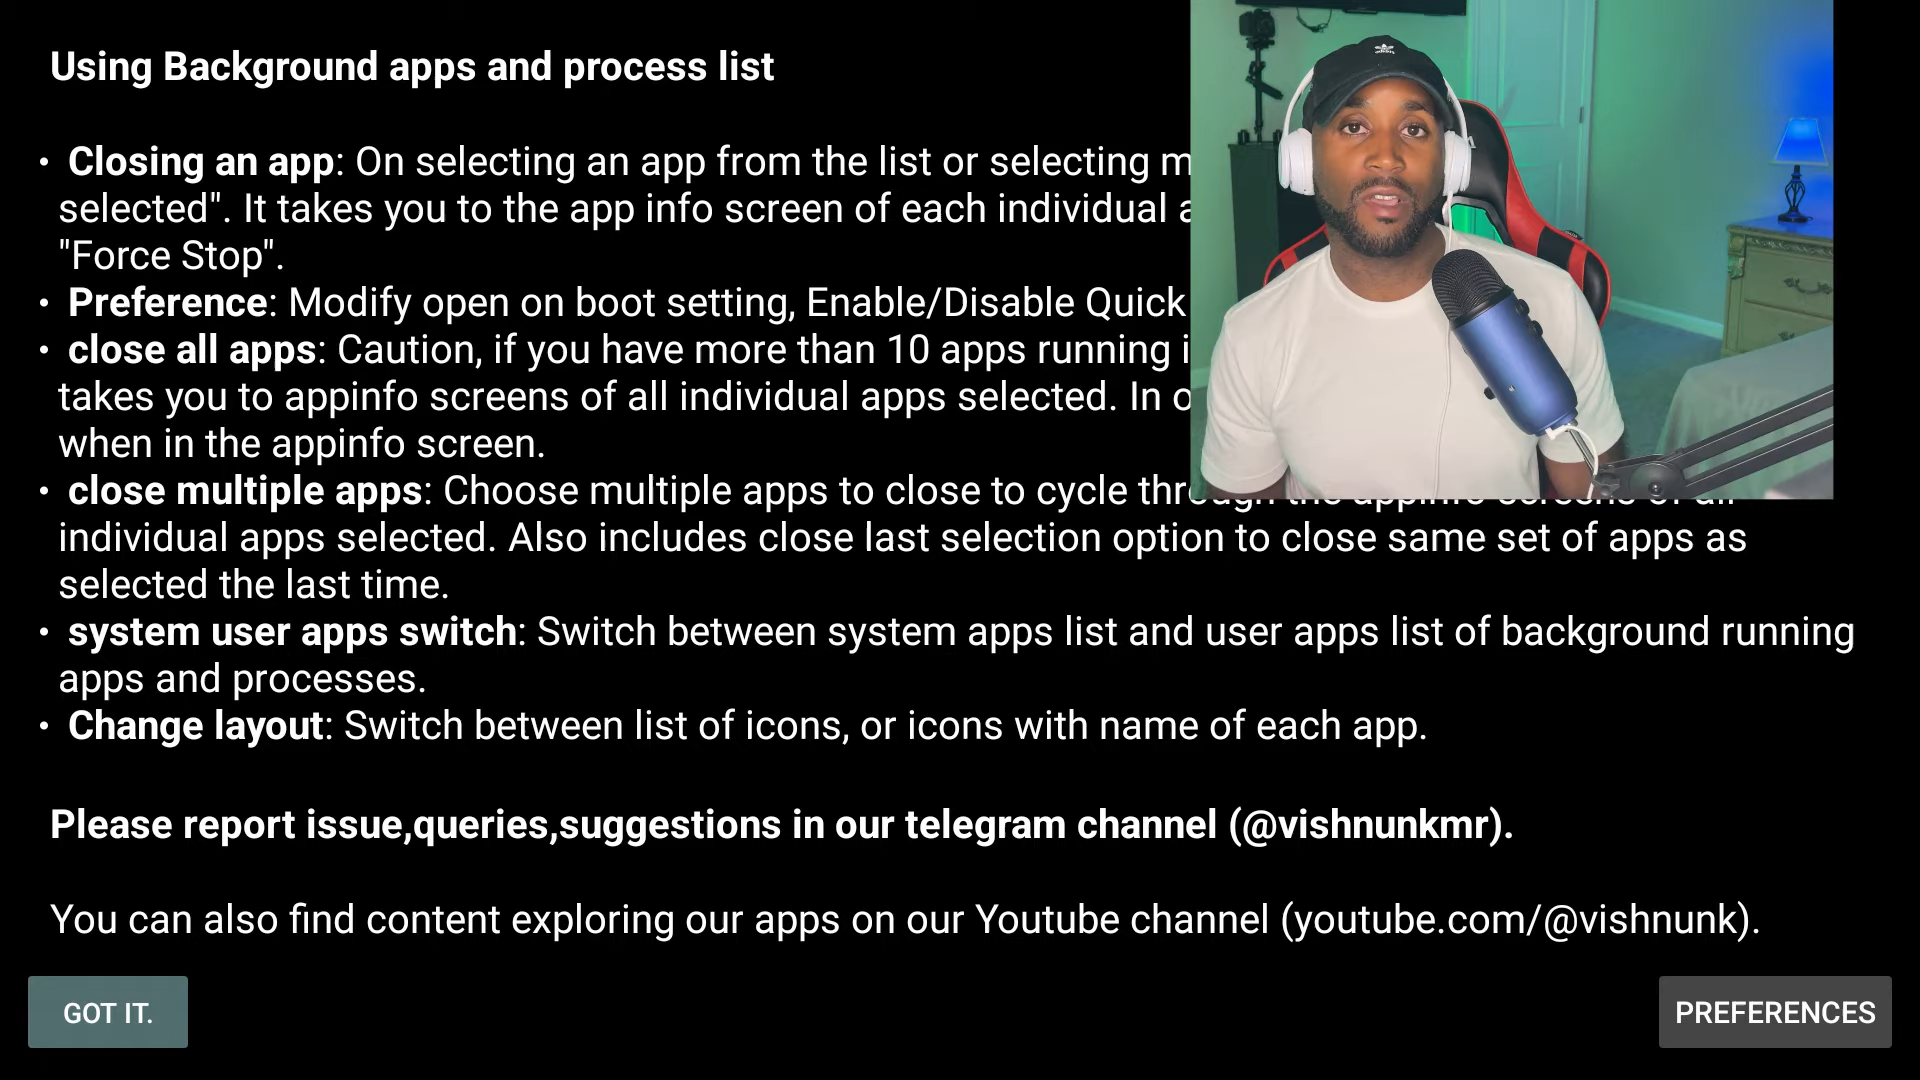 Using Background apps and process list
• Closing an app: On selecting an app from the list or selecting
selected". It takes you to the app info screen of each individual
"Force Stop".
• Preference: Modify open on boot setting, Enable/Disable Quick
• close all apps: Caution, if you have more than 10 apps running
takes you to appinfo screens of all individual apps selected. In
when in the appinfo screen.
• close multiple apps: Choose multiple apps to close to cycle through the appinfo screens of all
individual apps selected. Also includes close last selection option to close same set of apps as
selected the last time.
• system user apps switch: Switch between system apps list and user apps list of background running
apps and processes.
• Change layout: Switch between list of icons, or icons with name of each app.
Please report issue,queries,suggestions in our telegram channel (@vishnunkmr).
You can also find content exploring our apps on our Youtube channel (youtube.com/@vishnunk).
GOT IT.
PREFERENCES